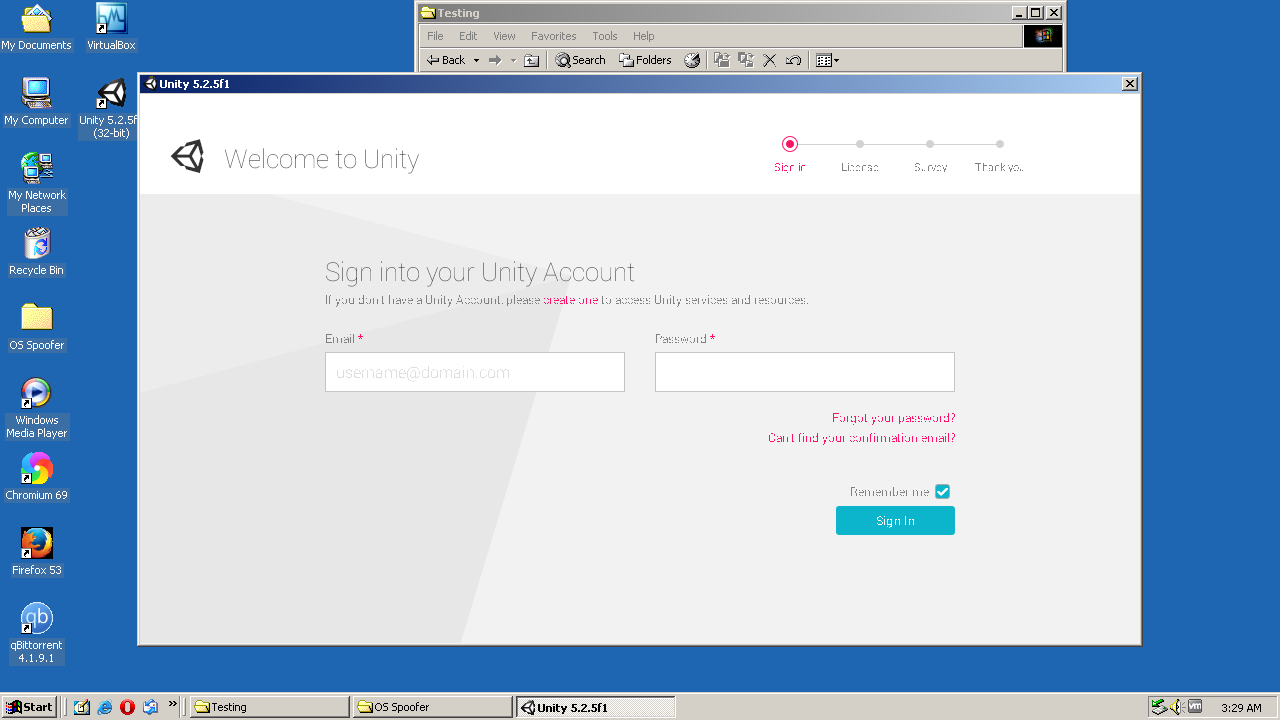 My Documents
VirtualBox
My Computer
Unity 5.2.5f
(32-bit)
My Network
Places
Recycle Bin
OS Spoofer
Windows
Media Player
Chromium 69
Firefox 53
qBittorrent
4.1.9.1
Testing
File Edit View Favorites Tools Help
Back Search Folders
Unity 5.2.5f1
Welcome to Unity
Sign in License Survey Thank you
Sign into your Unity Account
If you don't have a Unity Account, please create one to access Unity services and resources.
Email * Password *
username@domain.com
Forgot your password?
Can't find your confirmation email?
Remember me
Sign In
Start » Testing OS Spoofer Unity 5.2.5f1 vm 3:29 AM